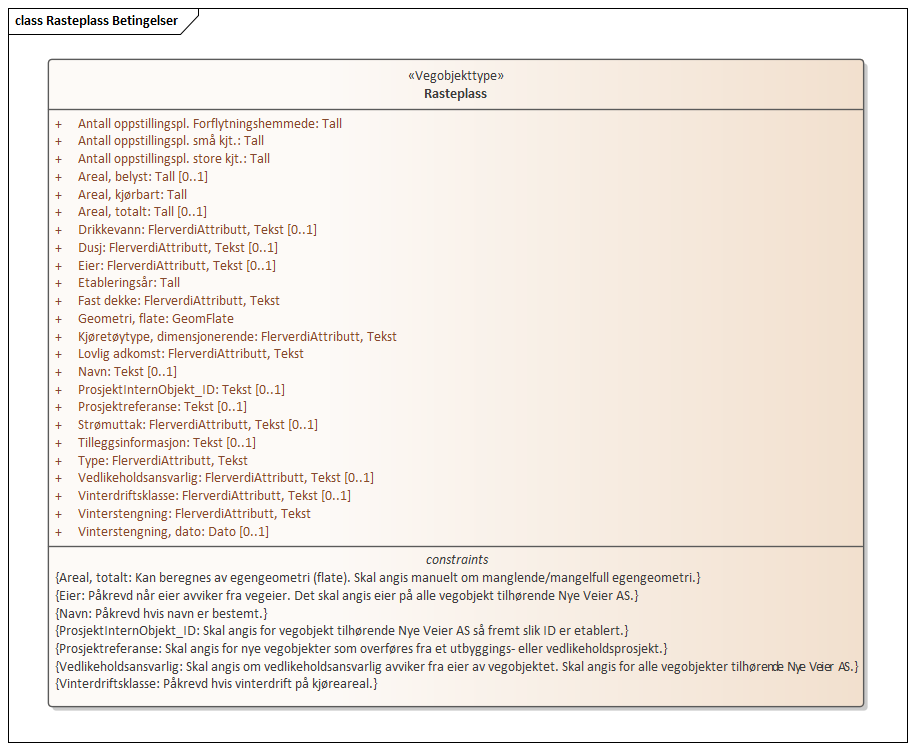 class Rasteplass Betingelser
«Vegobjekttype»
Rasteplass
+ Antall oppstillingspl. Forflytningshemmede: Tall
+ Antall oppstillingspl. små kjt.: Tall
+ Antall oppstillingspl. store kjt.: Tall
+ Areal, belyst: Tall [0..1]
+ Areal, kjørbart: Tall
+ Areal, totalt: Tall [0..1]
+ Drikkevann: FlerverdiAttributt, Tekst [0..1]
+ Dusj: FlerverdiAttributt, Tekst [0..1]
+ Eier: FlerverdiAttributt, Tekst [0..1]
+ Etableringsår: Tall
+ Fast dekke: FlerverdiAttributt, Tekst
+ Geometri, flate: GeomFlate
+ Kjøretøytype, dimensjonerende: FlerverdiAttributt, Tekst
+ Lovlig adkomst: FlerverdiAttributt, Tekst
+ Navn: Tekst [0..1]
+ ProsjektInternObjekt_ID: Tekst [0..1]
+ Prosjektreferanse: Tekst [0..1]
+ Strømuttak: FlerverdiAttributt, Tekst [0..1]
+ Tilleggsinformasjon: Tekst [0..1]
+ Type: FlerverdiAttributt, Tekst
+ Vedlikeholdsansvarlig: FlerverdiAttributt, Tekst [0..1]
+ Vinterdriftsklasse: FlerverdiAttributt, Tekst [0..1]
+ Vinterstengning: FlerverdiAttributt, Tekst
+ Vinterstengning, dato: Dato [0..1]
constraints
{Areal, totalt: Kan beregnes av egengeometri (flate). Skal angis manuelt om manglende/mangelfull egengeometri.}
{Eier: Påkrevd når eier avviker fra vegeier. Det skal angis eier på alle vegobjekt tilhørende Nye Veier AS.}
{Navn: Påkrevd hvis navn er bestemt.}
{ProsjektInternObjekt_ID: Skal angis for vegobjekt tilhørende Nye Veier AS så fremt slik ID er etablert.}
{Prosjektreferanse: Skal angis for nye vegobjekter som overføres fra et utbyggings- eller vedlikeholdsprosjekt.}
{Vedlikeholdsansvarlig: Skal angis om vedlikeholdsansvarlig avviker fra eier av vegobjektet. Skal angis for alle vegobjekter tilhørende Nye Veier AS.}
{Vinterdriftsklasse: Påkrevd hvis vinterdrift på kjøreareal.}